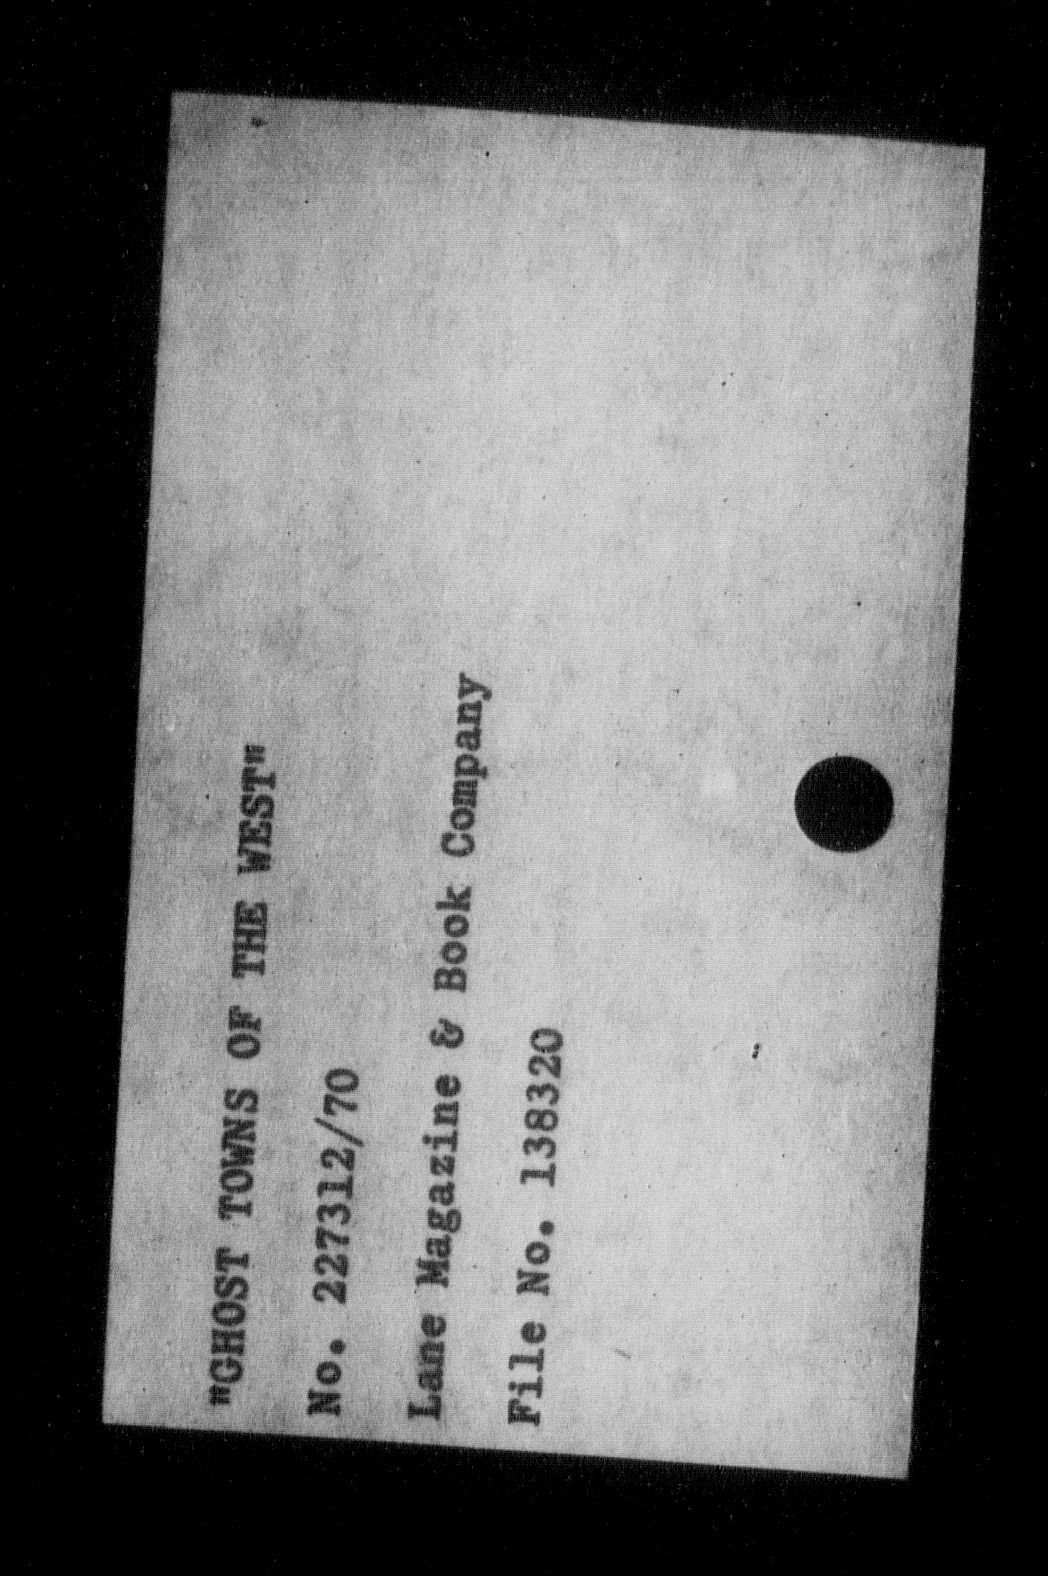 "GHOST TOWNS OF THE WEST"
No. 227312/70
Lane Magazine & Book Company
File No. 138320